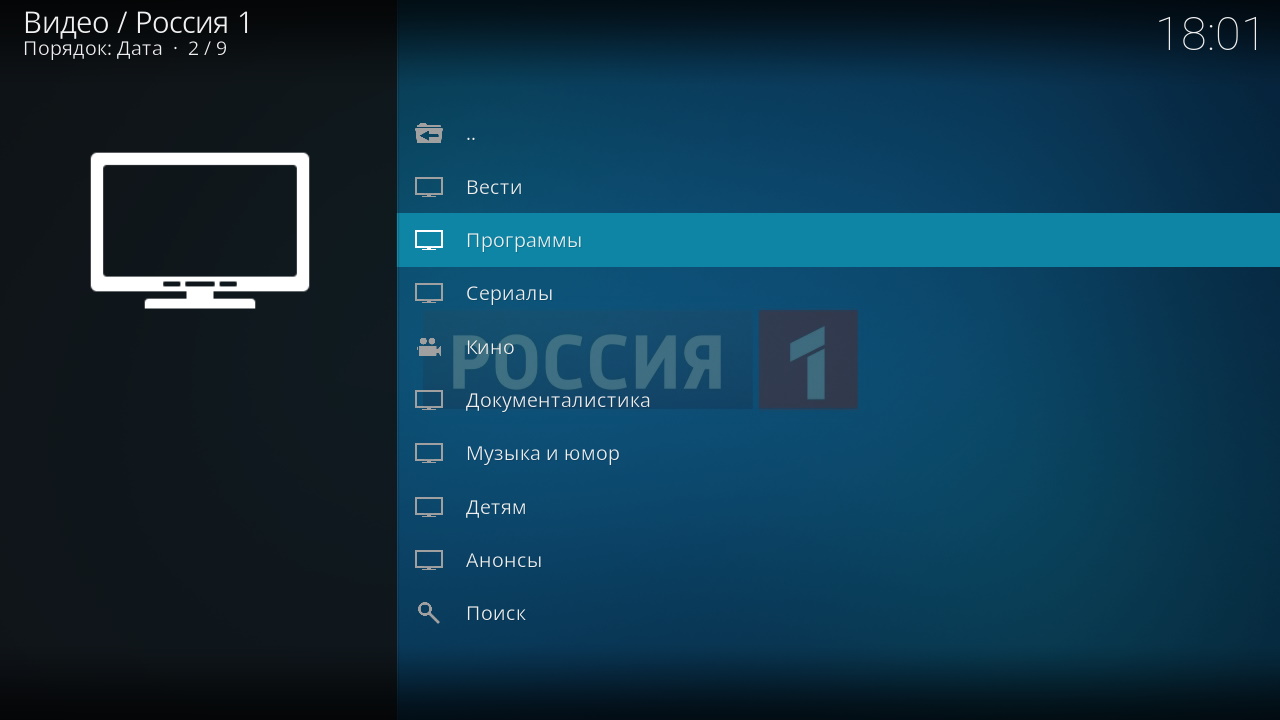 Видео / Россия 1
Порядок: Дата · 2 / 9
18:01
..
Вести
Программы
Сериалы
Кино
РОССИЯ 1
Документалистика
Музыка и юмор
Детям
Анонсы
Поиск